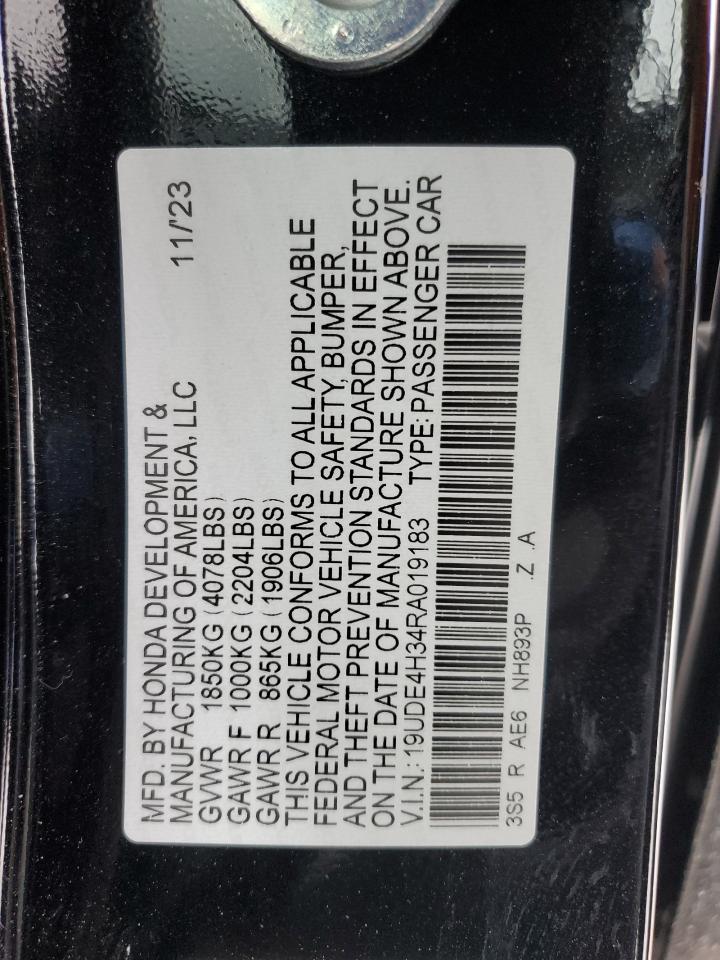 MFD. BY HONDA DEVELOPMENT &
MANUFACTURING OF AMERICA, LLC 11/'23
GVWR 1850KG (4078LBS)
GAWR F 1000KG (2204LBS)
GAWR R 865KG (1906LBS)
THIS VEHICLE CONFORMS TO ALL APPLICABLE
FEDERAL MOTOR VEHICLE SAFETY, BUMPER,
AND THEFT PREVENTION STANDARDS IN EFFECT
ON THE DATE OF MANUFACTURE SHOWN ABOVE.
V.I.N.: 19UDE4H34RA019183 TYPE: PASSENGER CAR
3S5 R AE6 NH893P .Z .A